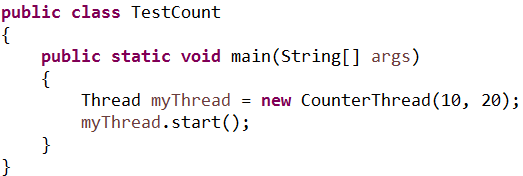 public class TestCount
{
    public static void main(String[] args)
    {
        Thread myThread = new CounterThread(10, 20);
        myThread.start();
    }
}